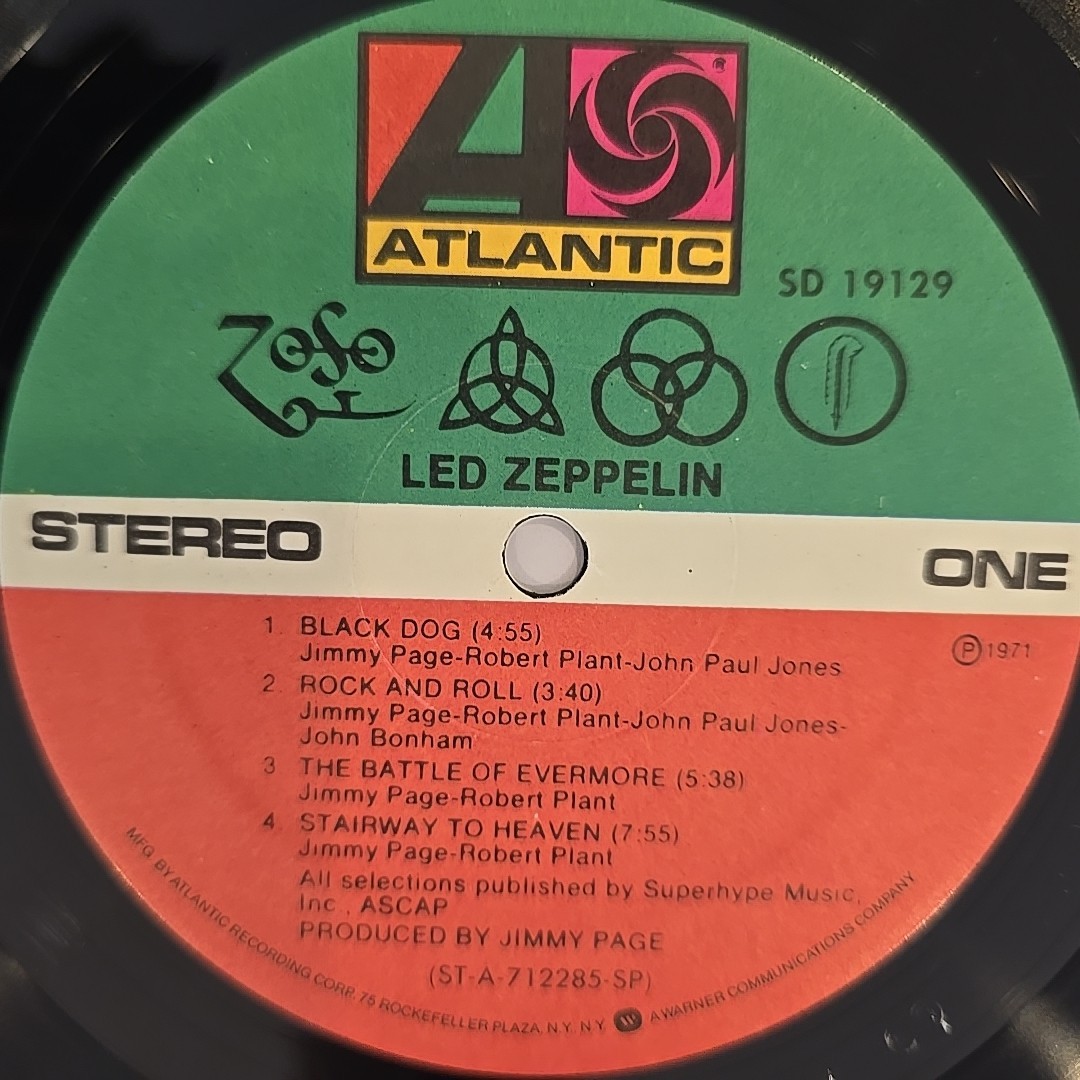 ATLANTIC
®
SD 19129
ZoSo
LED ZEPPELIN
STEREO
ONE
1. BLACK DOG (4:55)
Jimmy Page-Robert Plant-John Paul Jones
℗ 1971
2. ROCK AND ROLL (3:40)
Jimmy Page-Robert Plant-John Paul Jones-
John Bonham
3 THE BATTLE OF EVERMORE (5:38)
Jimmy Page-Robert Plant
4. STAIRWAY TO HEAVEN (7:55)
Jimmy Page-Robert Plant
All selections published by Superhype Music,
Inc., ASCAP
PRODUCED BY JIMMY PAGE
(ST-A-712285-SP)
MFG. BY ATLANTIC RECORDING CORP. 75 ROCKEFELLER PLAZA, N.Y. N.Y. A WARNER COMMUNICATIONS COMPANY